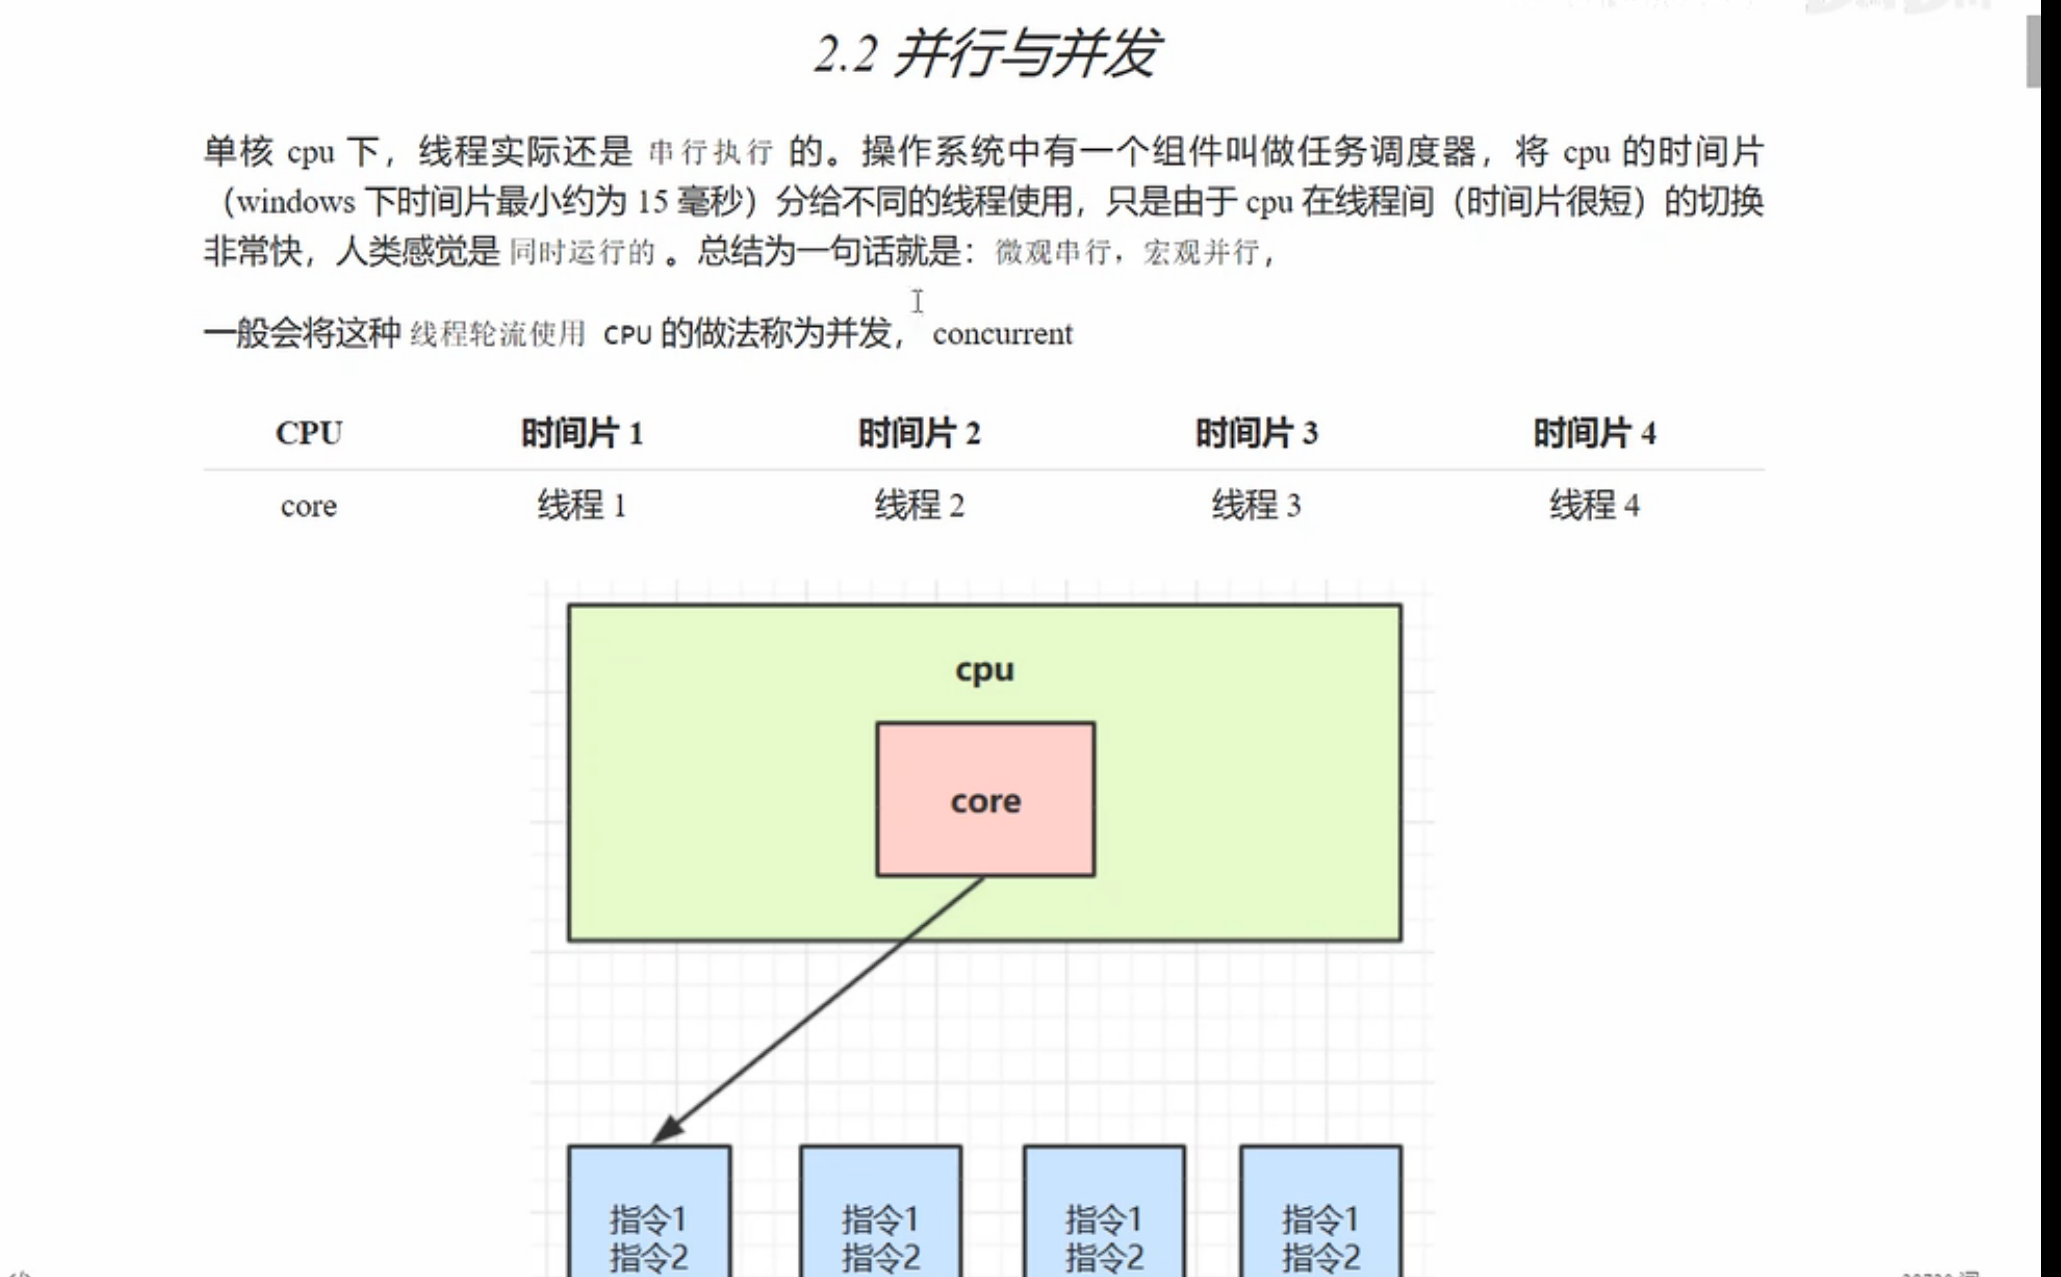 2.2 并行与并发
单核 cpu 下，线程实际还是 串行执行 的。操作系统中有一个组件叫做任务调度器，将 cpu 的时间片
（windows 下时间片最小约为 15 毫秒）分给不同的线程使用，只是由于 cpu 在线程间（时间片很短）的切换
非常快，人类感觉是 同时运行的 。总结为一句话就是：微观串行，宏观并行，
一般会将这种 线程轮流使用 CPU 的做法称为并发， concurrent
CPU 时间片 1 时间片 2 时间片 3 时间片 4
core 线程 1 线程 2 线程 3 线程 4
cpu
core
指令1 指令1 指令1 指令1
指令2 指令2 指令2 指令2